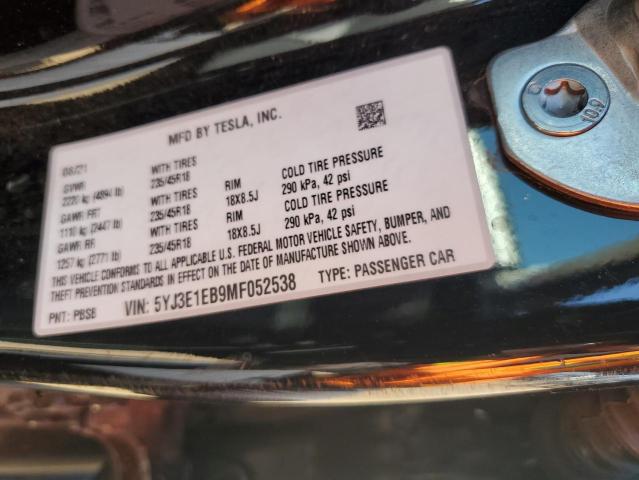 MFD BY TESLA, INC.
08/21
GVWR WITH TIRES RIM COLD TIRE PRESSURE
2220 kg (4894 lb) 235/45R18 18X8.5J 290 kPa, 42 psi
GAWR FRT WITH TIRES RIM COLD TIRE PRESSURE
1110 kg (2447 lb) 235/45R18 18X8.5J 290 kPa, 42 psi
GAWR RR WITH TIRES
1257 kg (2771 lb) 235/45R18
THIS VEHICLE CONFORMS TO ALL APPLICABLE U.S. FEDERAL MOTOR VEHICLE SAFETY, BUMPER, AND
THEFT PREVENTION STANDARDS IN EFFECT ON THE DATE OF MANUFACTURE SHOWN ABOVE.
PNT: PBSB VIN: 5YJ3E1EB9MF052538 TYPE: PASSENGER CAR
10.9